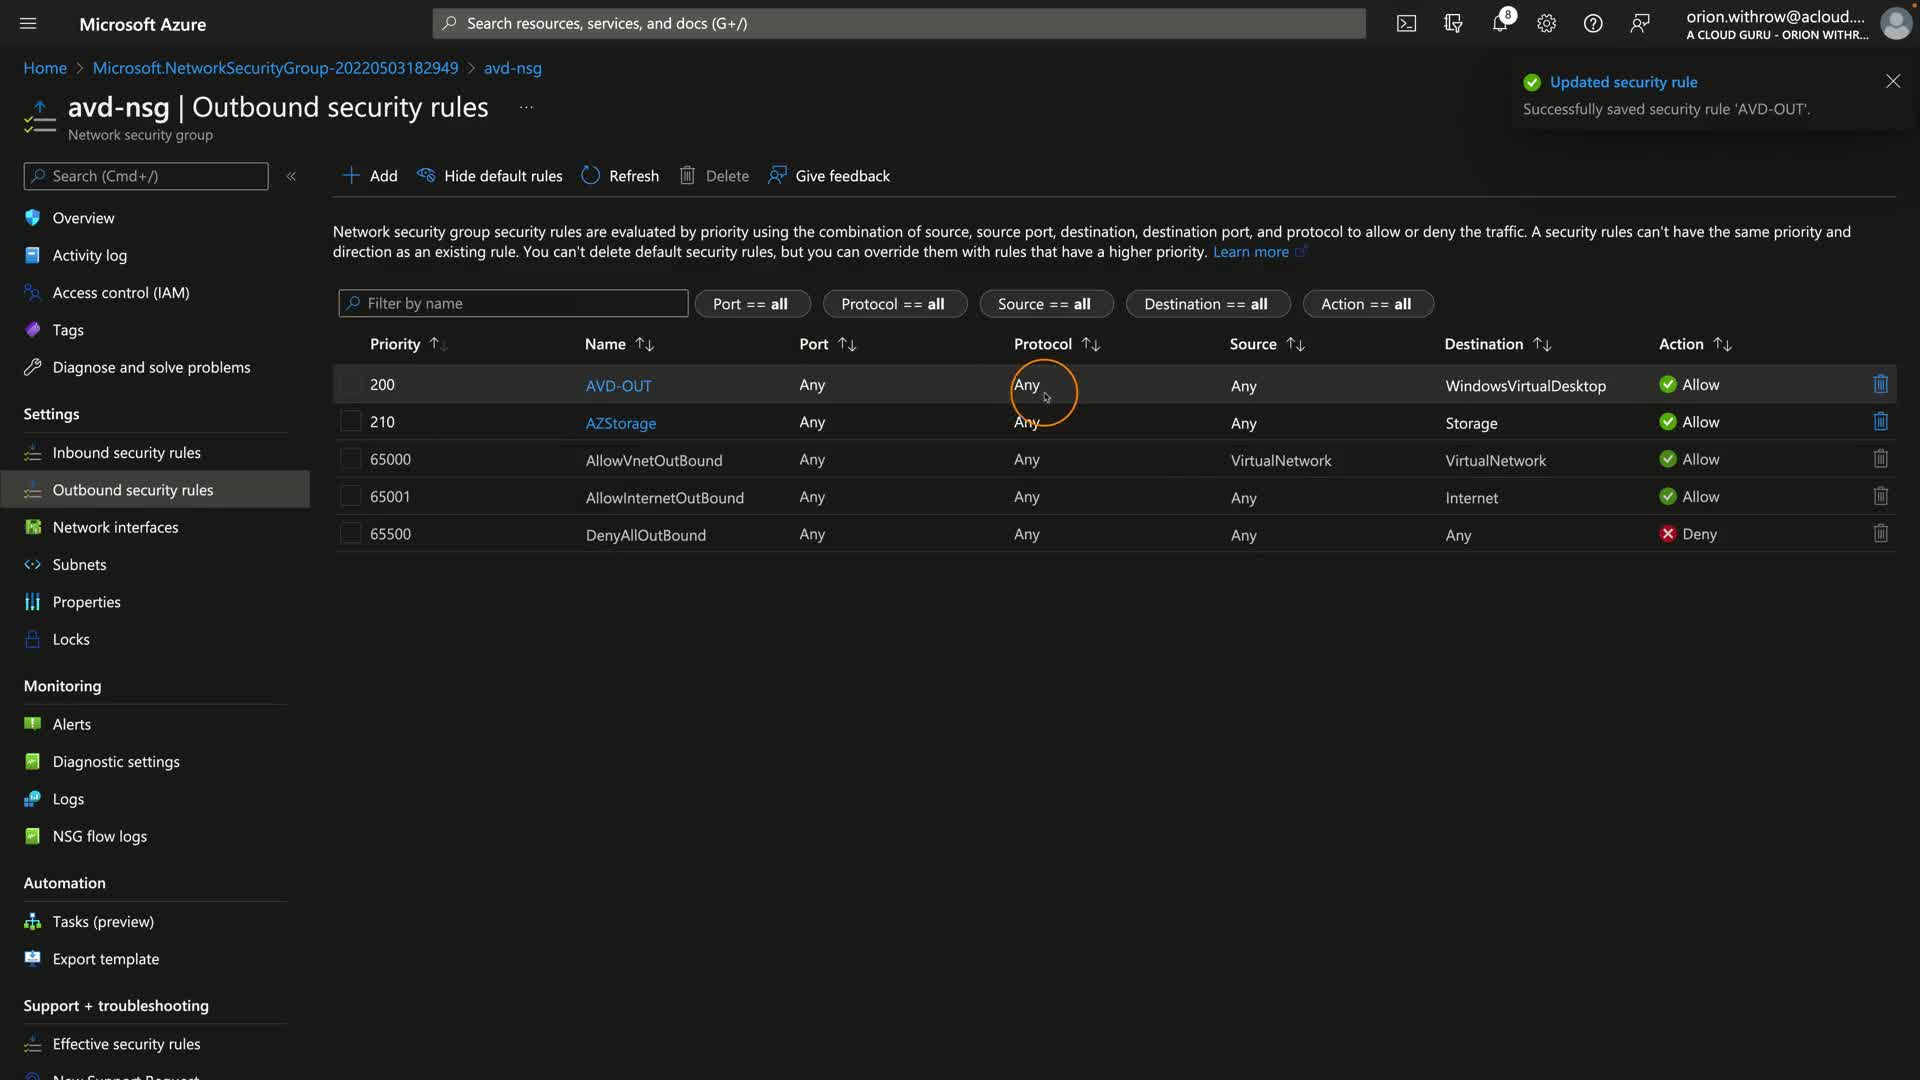 Microsoft Azure
Search resources, services, and docs (G+/)
8
orion.withrow@acloud....
A CLOUD GURU - ORION WITHR...
Home > Microsoft.NetworkSecurityGroup-20220503182949 > avd-nsg
Updated security rule
Successfully saved security rule 'AVD-OUT'.
avd-nsg | Outbound security rules ...
Network security group
Search (Cmd+/)
«
Overview
Activity log
Access control (IAM)
Tags
Diagnose and solve problems
Settings
Inbound security rules
Outbound security rules
Network interfaces
Subnets
Properties
Locks
Monitoring
Alerts
Diagnostic settings
Logs
NSG flow logs
Automation
Tasks (preview)
Export template
Support + troubleshooting
Effective security rules
New Support Request
Add Hide default rules Refresh Delete Give feedback
Network security group security rules are evaluated by priority using the combination of source, source port, destination, destination port, and protocol to allow or deny the traffic. A security rules can't have the same priority and
direction as an existing rule. You can't delete default security rules, but you can override them with rules that have a higher priority. Learn more
Filter by name Port == all Protocol == all Source == all Destination == all Action == all
Priority ↑↓ Name ↑↓ Port ↑↓ Protocol ↑↓ Source ↑↓ Destination ↑↓ Action ↑↓
200 AVD-OUT Any Any Any WindowsVirtualDesktop Allow
210 AZStorage Any Any Any Storage Allow
65000 AllowVnetOutBound Any Any VirtualNetwork VirtualNetwork Allow
65001 AllowInternetOutBound Any Any Any Internet Allow
65500 DenyAllOutBound Any Any Any Any Deny